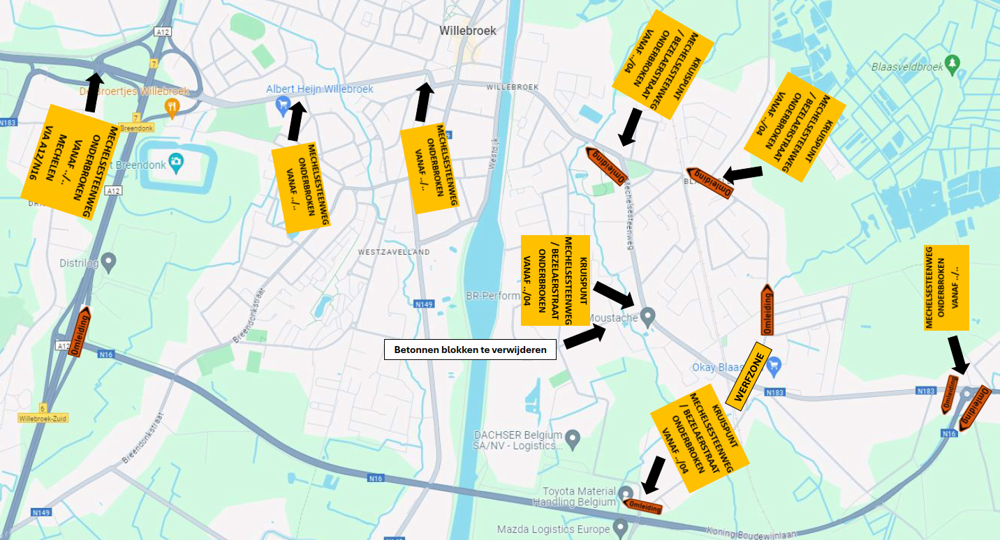 Willebroek
A12
7
Blaasveldbroek
De Broertjes Willebroek
Albert Heijn Willebroek
WILLEBROEK
KRUISPUNT
MECHELSESTEENWEG
/ BEZELAERSTRAAT
ONDERBROKEN
VANAF ../04
KRUISPUNT
MECHELSESTEENWEG
/ BEZELAERSTRAAT
ONDERBROKEN
VANAF ../04
N183
7
Breendonk
MECHELSESTEENWEG
ONDERBROKEN
VANAF ../..
MECHELEN
VIA A12/N16
MECHELSESTEENWEG
ONDERBROKEN
VANAF ../..
MECHELSESTEENWEG
ONDERBROKEN
VANAF ../..
Westdijk
t Breendonk
A12
Omleiding
Omleiding
Mechelsesteenweg
WESTZAVELLAND
Distrilog
KRUISPUNT
MECHELSESTEENWEG
/ BEZELAERSTRAAT
ONDERBROKEN
VANAF ../04
MECHELSESTEENWEG
ONDERBROKEN
VANAF ../..
BR-Perform
N149
Breendonkstraat
Moustache
Omleiding
Omleiding
A12
N16
Betonnen blokken te verwijderen
Okay Blaas
WERFZONE
N183
N183
Omleiding
Omleiding
6
Willebroek-Zuid
Breendonkstraat
KRUISPUNT
MECHELSESTEENWEG
/ BEZELAERSTRAAT
ONDERBROKEN
VANAF ../04
N16
DACHSER Belgium
SA/NV - Logistics...
N16
Toyota Material
Handling Belgium
Omleiding
N149
Mazda Logistics Europe
Koning Boudewijnlaan